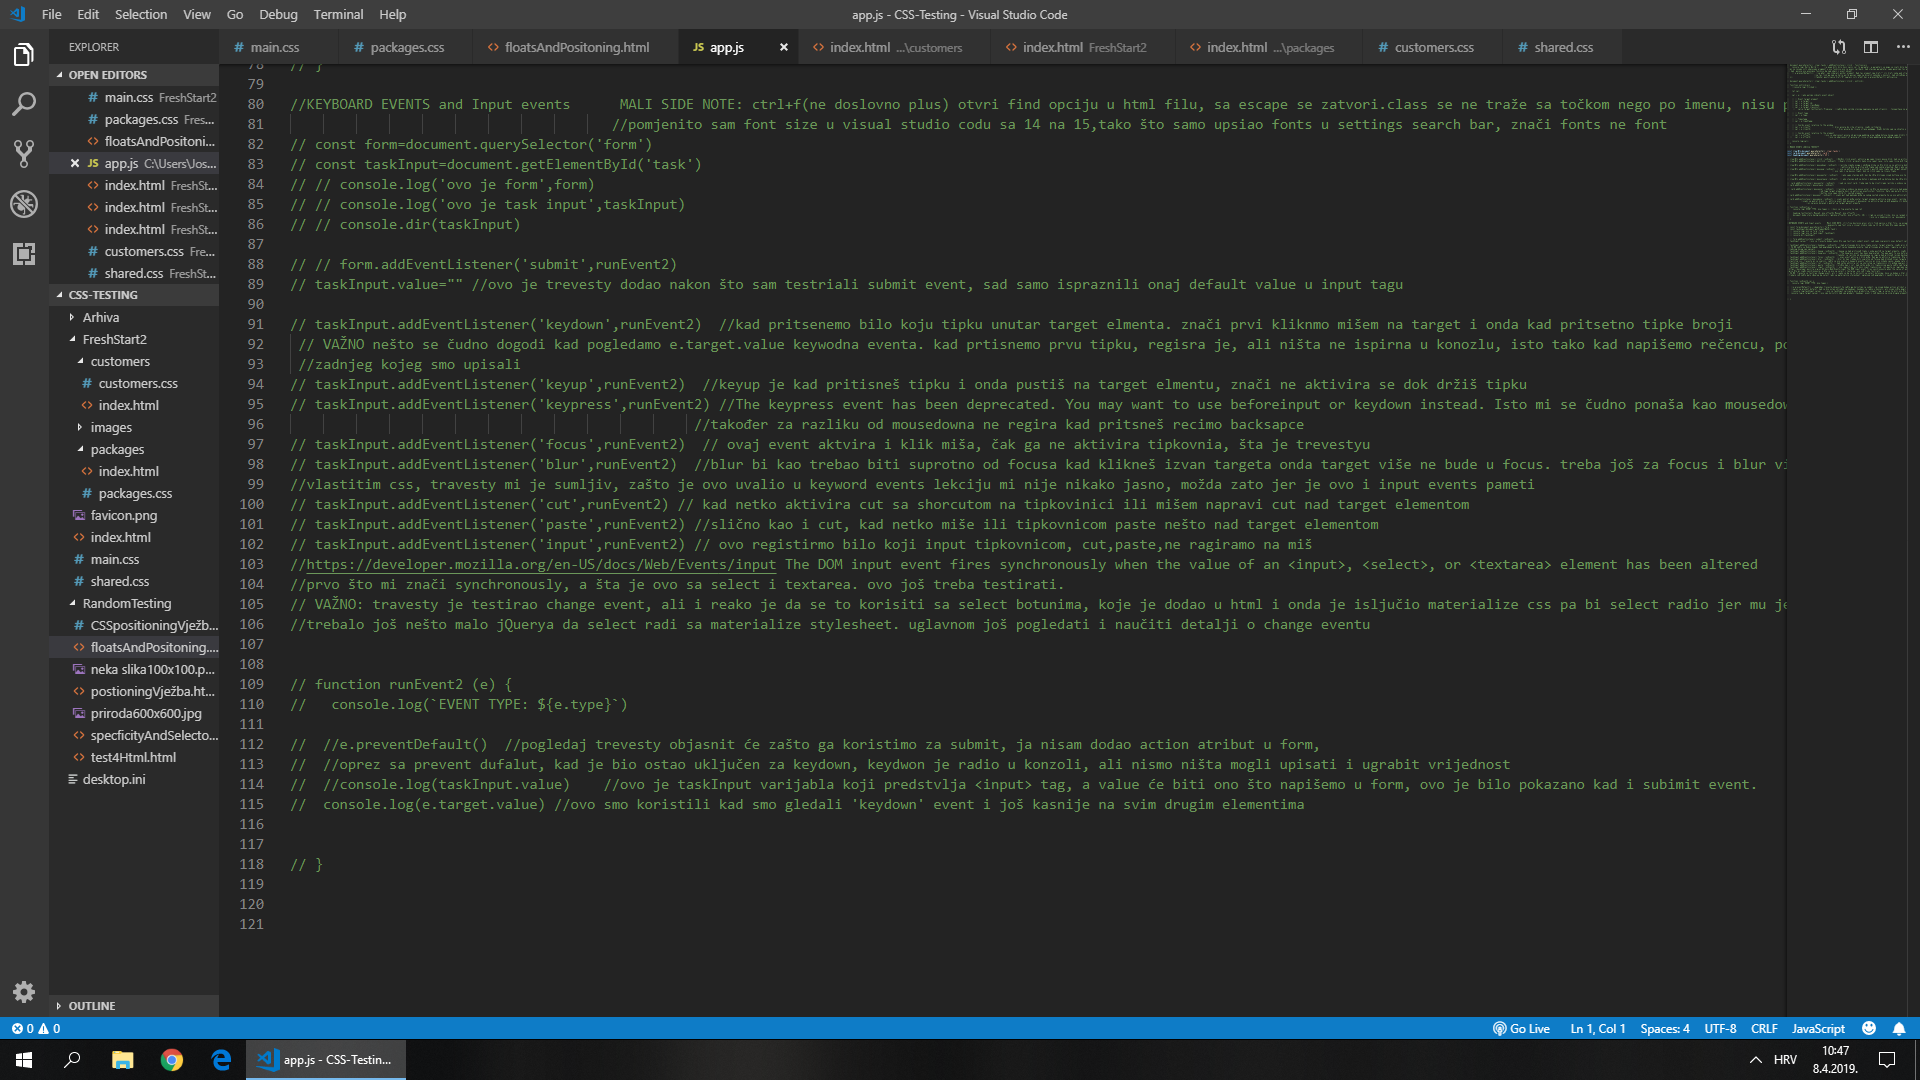 File Edit Selection View Go Debug Terminal Help
app.js - CSS-Testing - Visual Studio Code
EXPLORER
OPEN EDITORS
# main.css FreshStart2
# packages.css Fres...
<> floatsAndPositoni...
× JS app.js C:\Users\Jos...
<> index.html FreshSt...
<> index.html FreshSt...
<> index.html FreshSt...
# customers.css Fre...
# shared.css FreshSt...
CSS-TESTING
Arhiva
FreshStart2
customers
# customers.css
<> index.html
images
packages
<> index.html
# packages.css
favicon.png
<> index.html
# main.css
# shared.css
RandomTesting
# CSSpositioningVježb...
<> floatsAndPositoning....
neka slika100x100.p...
<> postioningVježba.ht...
priroda600x600.jpg
<> specficityAndSelecto...
<> test4Html.html
desktop.ini
OUTLINE
# main.css # packages.css <> floatsAndPositoning.html JS app.js × <> index.html ...\customers <> index.html FreshStart2 <> index.html ...\packages # customers.css # shared.css
78 // }
79
80 //KEYBOARD EVENTS and Input events MALI SIDE NOTE: ctrl+f(ne doslovno plus) otvri find opciju u html filu, sa escape se zatvori.class se ne traže sa točkom nego po imenu, nisu p
81 //pomjenito sam font size u visual studio codu sa 14 na 15,tako što samo upsiao fonts u settings search bar, znači fonts ne font
82 // const form=document.querySelector('form')
83 // const taskInput=document.getElementById('task')
84 // // console.log('ovo je form',form)
85 // // console.log('ovo je task input',taskInput)
86 // // console.dir(taskInput)
87
88 // // form.addEventListener('submit',runEvent2)
89 // taskInput.value="" //ovo je trevesty dodao nakon što sam testriali submit event, sad samo ispraznili onaj default value u input tagu
90
91 // taskInput.addEventListener('keydown',runEvent2) //kad pritsenemo bilo koju tipku unutar target elmenta. znači prvi kliknmo mišem na target i onda kad pritsetno tipke broji
92 // VAŽNO nešto se čudno dogodi kad pogledamo e.target.value keywodna eventa. kad prtisnemo prvu tipku, regisra je, ali ništa ne ispirna u konozlu, isto tako kad napišemo rečencu, po
93 //zadnjeg kojeg smo upisali
94 // taskInput.addEventListener('keyup',runEvent2) //keyup je kad pritisneš tipku i onda pustiš na target elmentu, znači ne aktivira se dok držiš tipku
95 // taskInput.addEventListener('keypress',runEvent2) //The keypress event has been deprecated. You may want to use beforeinput or keydown instead. Isto mi se čudno ponaša kao mousedow
96 //također za razliku od mousedowna ne regira kad pritsneš recimo backsapce
97 // taskInput.addEventListener('focus',runEvent2) // ovaj event aktvira i klik miša, čak ga ne aktivira tipkovnia, šta je trevestyu
98 // taskInput.addEventListener('blur',runEvent2) //blur bi kao trebao biti suprotno od focusa kad klikneš izvan targeta onda target više ne bude u focus. treba još za focus i blur vi
99 //vlastitim css, travesty mi je sumljiv, zašto je ovo uvalio u keyword events lekciju mi nije nikako jasno, možda zato jer je ovo i input events pameti
100 // taskInput.addEventListener('cut',runEvent2) // kad netko aktivira cut sa shorcutom na tipkovinici ili mišem napravi cut nad target elementom
101 // taskInput.addEventListener('paste',runEvent2) //slično kao i cut, kad netko miše ili tipkovnicom paste nešto nad target elementom
102 // taskInput.addEventListener('input',runEvent2) // ovo registirmo bilo koji input tipkovnicom, cut,paste,ne ragiramo na miš
103 //https://developer.mozilla.org/en-US/docs/Web/Events/input The DOM input event fires synchronously when the value of an <input>, <select>, or <textarea> element has been altered
104 //prvo što mi znači synchronously, a šta je ovo sa select i textarea. ovo još treba testirati.
105 // VAŽNO: travesty je testirao change event, ali i reako je da se to korisiti sa select botunima, koje je dodao u html i onda je isljučio materialize css pa bi select radio jer mu je
106 //trebalo još nešto malo jQuerya da select radi sa materialize stylesheet. uglavnom još pogledati i naučiti detalji o change eventu
107
108
109 // function runEvent2 (e) {
110 // console.log(`EVENT TYPE: ${e.type}`)
111
112 // //e.preventDefault() //pogledaj trevesty objasnit će zašto ga koristimo za submit, ja nisam dodao action atribut u form,
113 // //oprez sa prevent dufalut, kad je bio ostao uključen za keydown, keydwon je radio u konzoli, ali nismo ništa mogli upisati i ugrabit vrijednost
114 // //console.log(taskInput.value) //ovo je taskInput varijabla koji predstvlja <input> tag, a value će biti ono što napišemo u form, ovo je bilo pokazano kad i subimit event.
115 // console.log(e.target.value) //ovo smo koristili kad smo gledali 'keydown' event i još kasnije na svim drugim elementima
116
117
118 // }
119
120
121
0 0 Go Live Ln 1, Col 1 Spaces: 4 UTF-8 CRLF JavaScript
app.js - CSS-Testin...
HRV
10:47
8.4.2019.